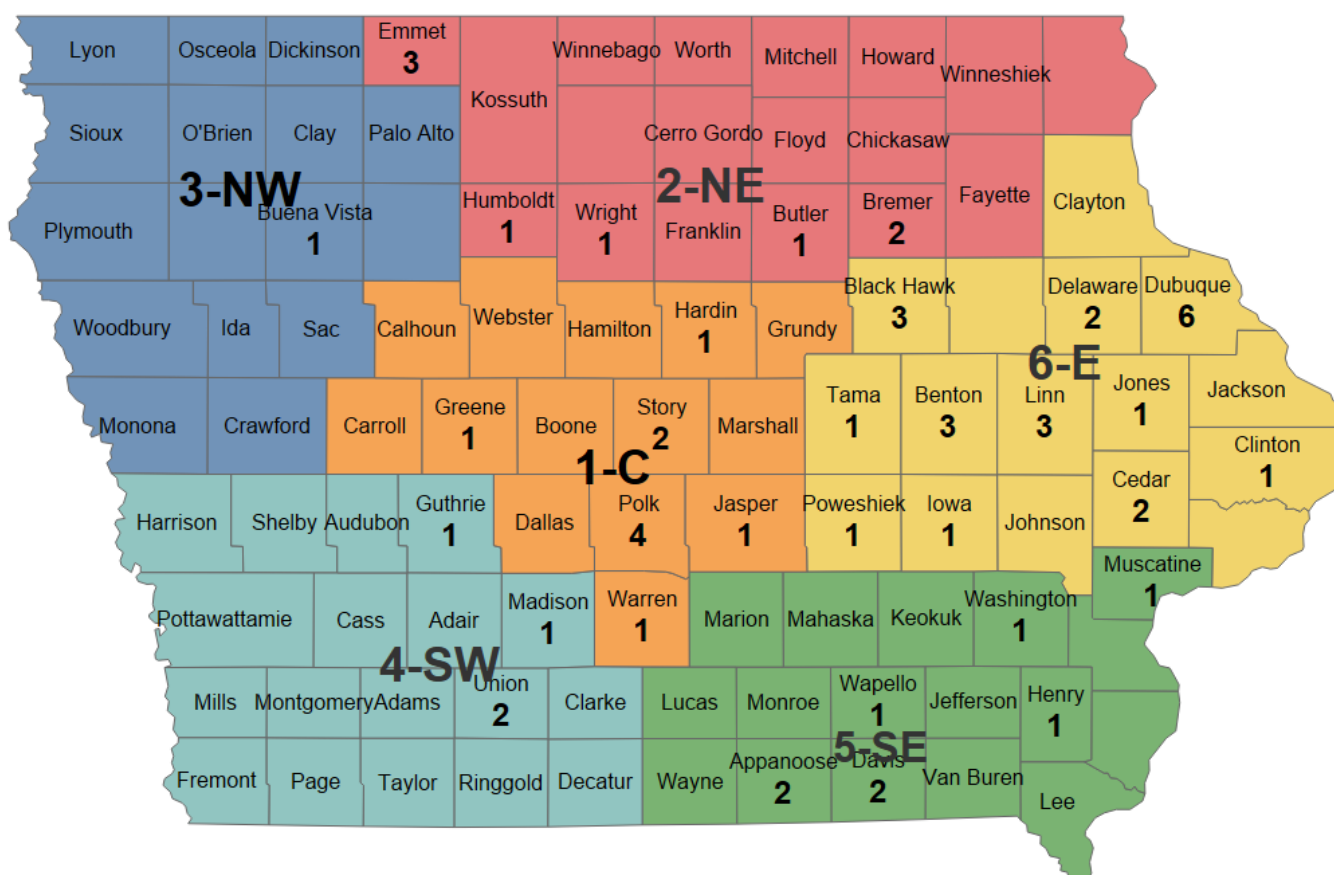 Emmet
3
Lyon
Osceola
Dickinson
Winnebago
Worth
Mitchell
Howard
Winneshiek
Kossuth
Sioux
O'Brien
Clay
Palo Alto
Cerro Gordo
Floyd
Chickasaw
3-NW
2-NE
Fayette
Clayton
Plymouth
Buena Vista
1
Humboldt
1
Wright
1
Franklin
Butler
1
Bremer
2
Woodbury
Ida
Sac
Calhoun
Webster
Hamilton
Hardin
1
Grundy
Black Hawk
3
Delaware
2
Dubuque
6
6-E
Monona
Crawford
Carroll
Greene
1
Boone
Story
2
Marshall
Tama
1
Benton
3
Linn
3
Jones
1
Jackson
Clinton
1
1-C
Harrison
Shelby
Audubon
Guthrie
1
Dallas
Polk
4
Jasper
1
Poweshiek
1
Iowa
1
Johnson
Cedar
2
Muscatine
1
Pottawattamie
Cass
Adair
Madison
1
Warren
1
Marion
Mahaska
Keokuk
Washington
1
4-SW
Mills
Montgomery
Adams
Union
2
Clarke
Lucas
Monroe
Wapello
1
Jefferson
Henry
1
5-SE
Fremont
Page
Taylor
Ringgold
Decatur
Wayne
Appanoose
2
Davis
2
Van Buren
Lee